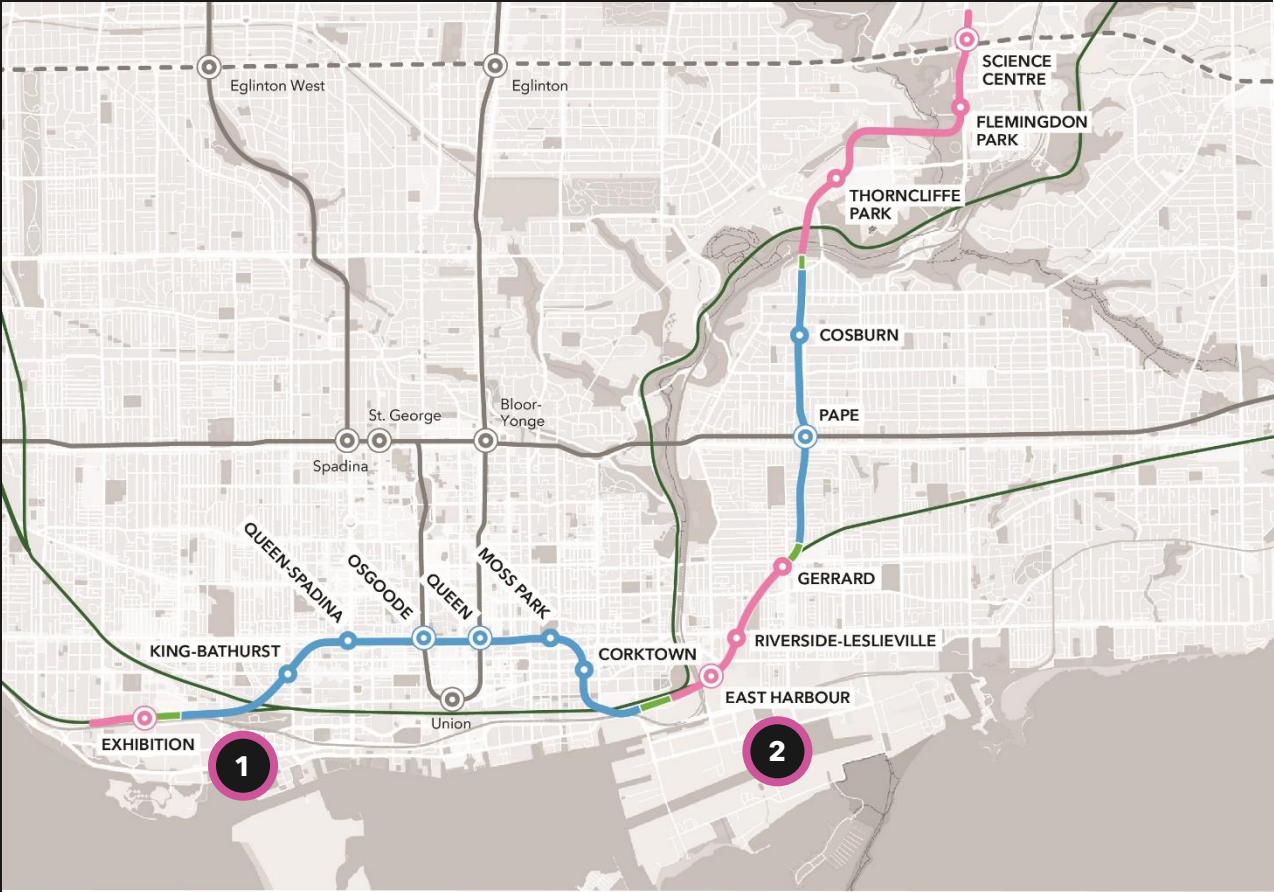 SCIENCE
CENTRE
Eglinton West
Eglinton
FLEMINGDON
PARK
THORNCLIFFE
PARK
COSBURN
St. George
Bloor-
Yonge
PAPE
Spadina
QUEEN-SPADINA
OSGOODE
QUEEN
MOSS PARK
GERRARD
KING-BATHURST
CORKTOWN
RIVERSIDE-LESLIEVILLE
EAST HARBOUR
Union
EXHIBITION
1
2